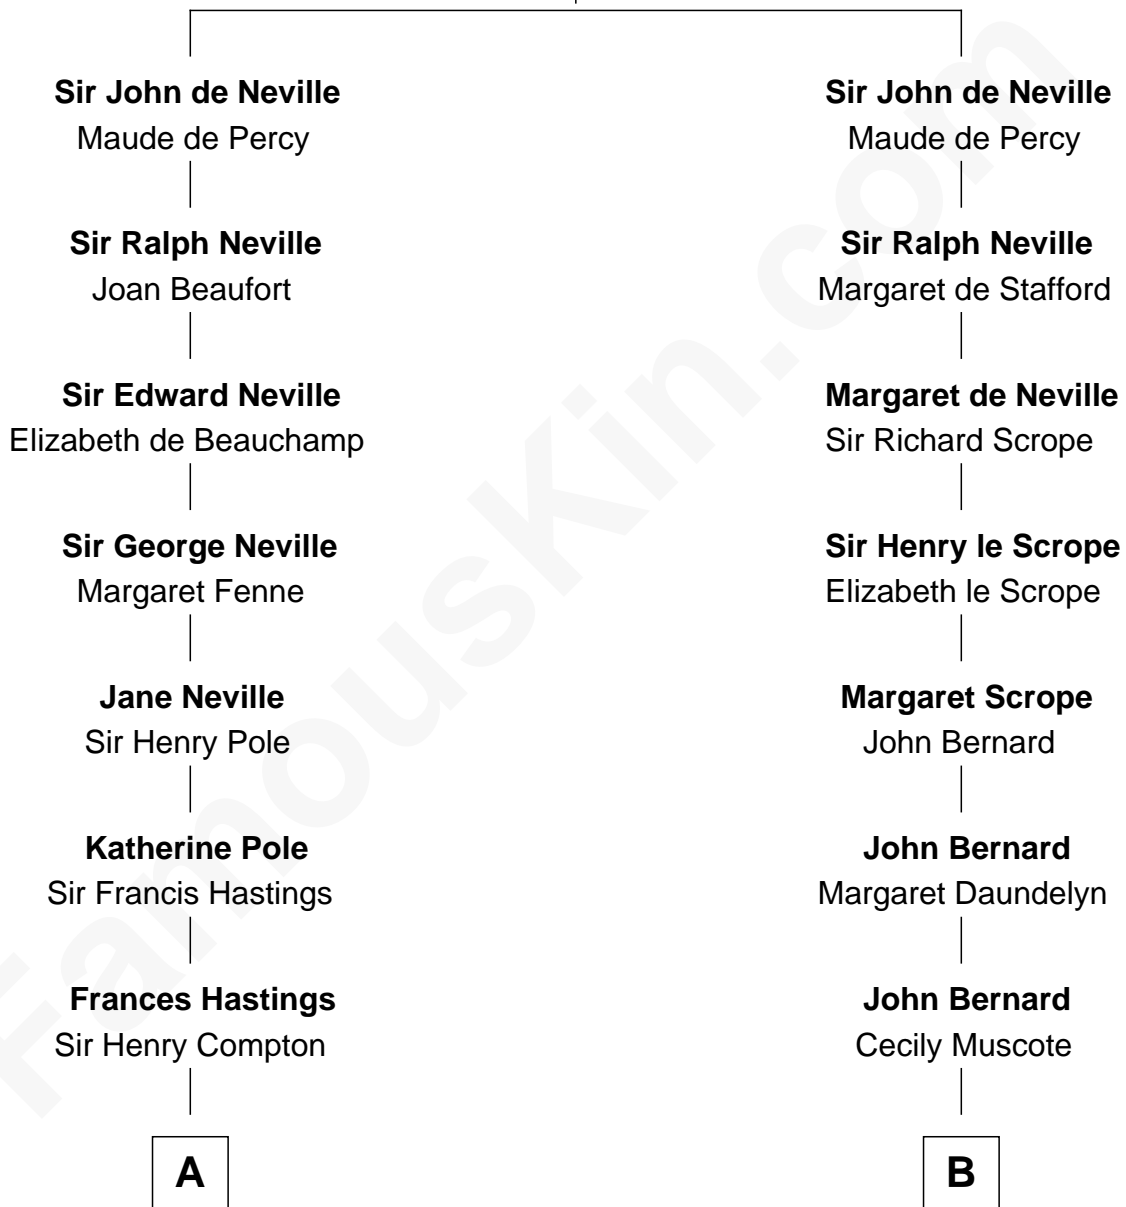 Sir John de Neville
Maude de Percy
Sir Ralph Neville
Joan Beaufort
Sir Edward Neville
Elizabeth de Beauchamp
Sir George Neville
Margaret Fenne
Jane Neville
Sir Henry Pole
Katherine Pole
Sir Francis Hastings
Frances Hastings
Sir Henry Compton
A
Sir John de Neville
Maude de Percy
Sir Ralph Neville
Margaret de Stafford
Margaret de Neville
Sir Richard Scrope
Sir Henry le Scrope
Elizabeth le Scrope
Margaret Scrope
John Bernard
John Bernard
Margaret Daundelyn
John Bernard
Cecily Muscote
B
FamousKin.com